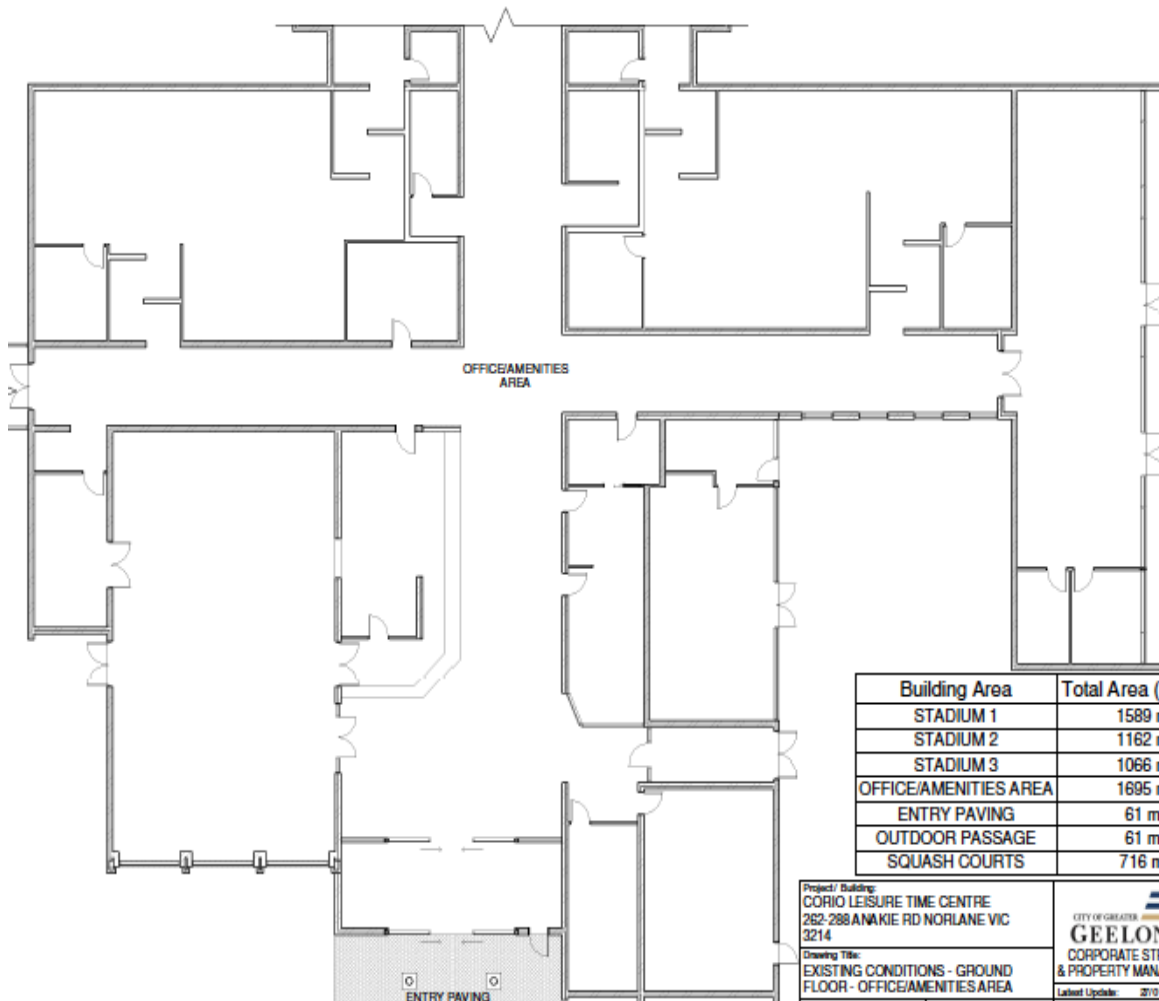 OFFICE/AMENITIES
AREA
Building Area Total Area (
STADIUM 1 1589
STADIUM 2 1162
STADIUM 3 1066
OFFICE/AMENITIES AREA 1695
ENTRY PAVING 61 m
OUTDOOR PASSAGE 61 m
SQUASH COURTS 716
Project/ Building:
CORIO LEISURE TIME CENTRE
262-288 ANAKIE RD NORLANE VIC
3214
Drawing Title:
EXISTING CONDITIONS - GROUND
FLOOR - OFFICE/AMENITIES AREA
CITY OF GREATER
GEELON
CORPORATE ST
& PROPERTY MAN
Latest Update:
ENTRY PAVING